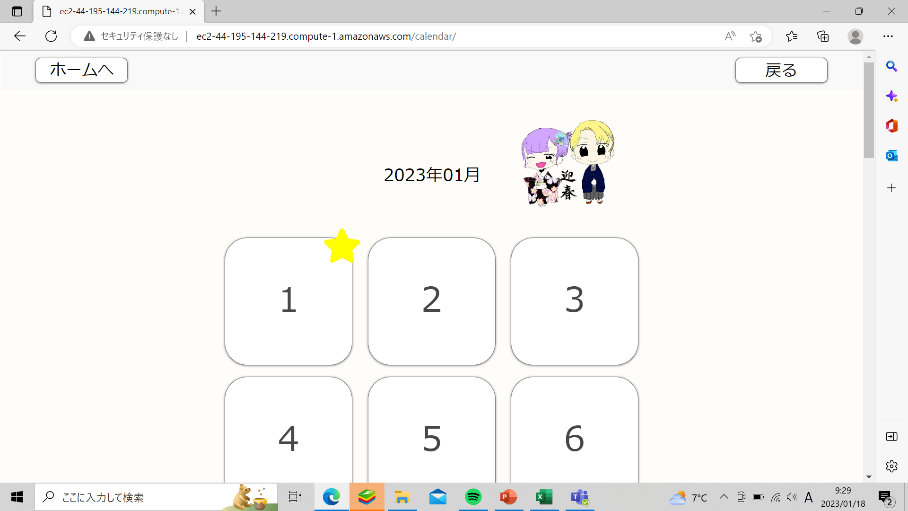 ec2-44-195-144-219.compute-1.
セキュリティ保護なし
ec2-44-195-144-219.compute-1.amazonaws.com/calendar/
ホームへ
戻る
2023年01月
迎春
1
2
3
4
5
6
ここに入力して検索
7℃
A
9:29
2023/01/18
2